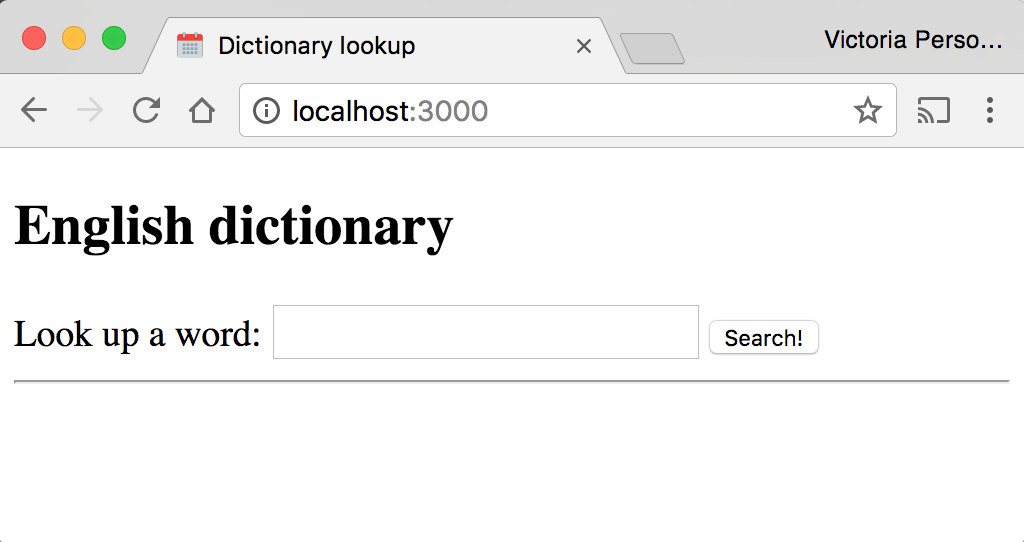 Dictionary lookup
Victoria Perso...
localhost:3000
English dictionary
Look up a word:
Search!